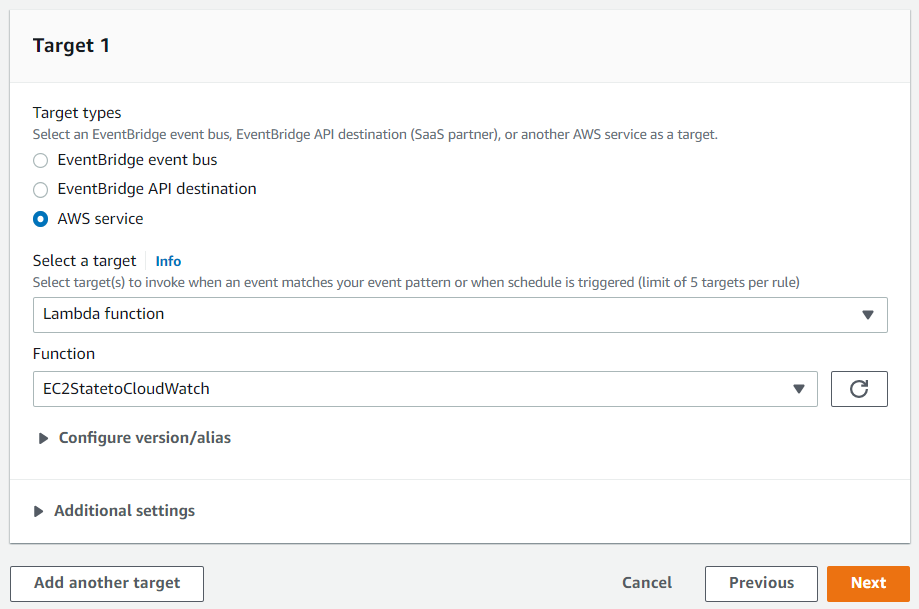 Target 1
Target types
Select an EventBridge event bus, EventBridge API destination (SaaS partner), or another AWS service as a target.
EventBridge event bus
EventBridge API destination
AWS service
Select a target Info
Select target(s) to invoke when an event matches your event pattern or when schedule is triggered (limit of 5 targets per rule)
Lambda function
Function
EC2StatetoCloudWatch
Configure version/alias
Additional settings
Add another target Cancel Previous Next